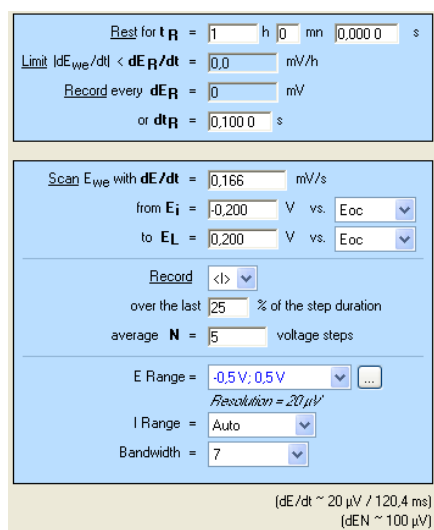 Rest for t R = 1 h 0 mn 0,000 0 s
Limit |dEwe/dt| < dER/dt = 0,0 mV/h
Record every dER = 0 mV
or dtR = 0,100 0 s
Scan Ewe with dE/dt = 0,166 mV/s
from Ei = -0,200 V vs. Eoc
to EL = 0,200 V vs. Eoc
Record <I>
over the last 25 % of the step duration
average N = 5 voltage steps
E Range = -0,5 V; 0,5 V ...
Resolution = 20 µV
I Range = Auto
Bandwidth = 7
(dE/dt ~ 20 µV / 120,4 ms)
(dEN ~ 100 µV)